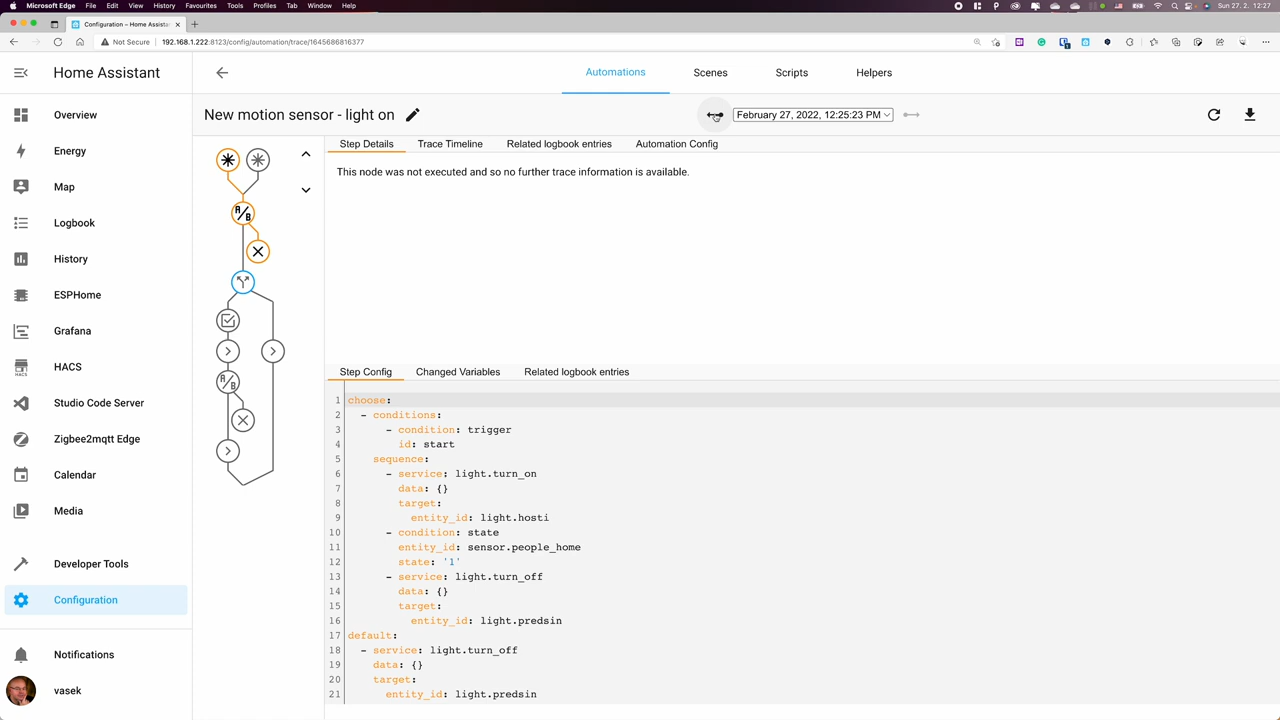 Microsoft Edge File Edit View History Favourites Tools Profiles Tab Window Help Sun 27. 2. 12:27
Configuration – Home Assista
Not Secure 192.168.1.222:8123/config/automation/trace/1645686816377
Home Assistant
Automations Scenes Scripts Helpers
Overview
Energy
Map
Logbook
History
ESPHome
Grafana
HACS
HACS
Studio Code Server
Zigbee2mqtt Edge
Calendar
Media
Developer Tools
Configuration
Notifications
vasek
New motion sensor - light on
February 27, 2022, 12:25:23 PM
A/B
A/B
Step Details Trace Timeline Related logbook entries Automation Config
This node was not executed and so no further trace information is available.
Step Config Changed Variables Related logbook entries
1 choose:
2 - conditions:
3 - condition: trigger
4 id: start
5 sequence:
6 - service: light.turn_on
7 data: {}
8 target:
9 entity_id: light.hosti
10 - condition: state
11 entity_id: sensor.people_home
12 state: '1'
13 - service: light.turn_off
14 data: {}
15 target:
16 entity_id: light.predsin
17 default:
18 - service: light.turn_off
19 data: {}
20 target:
21 entity_id: light.predsin